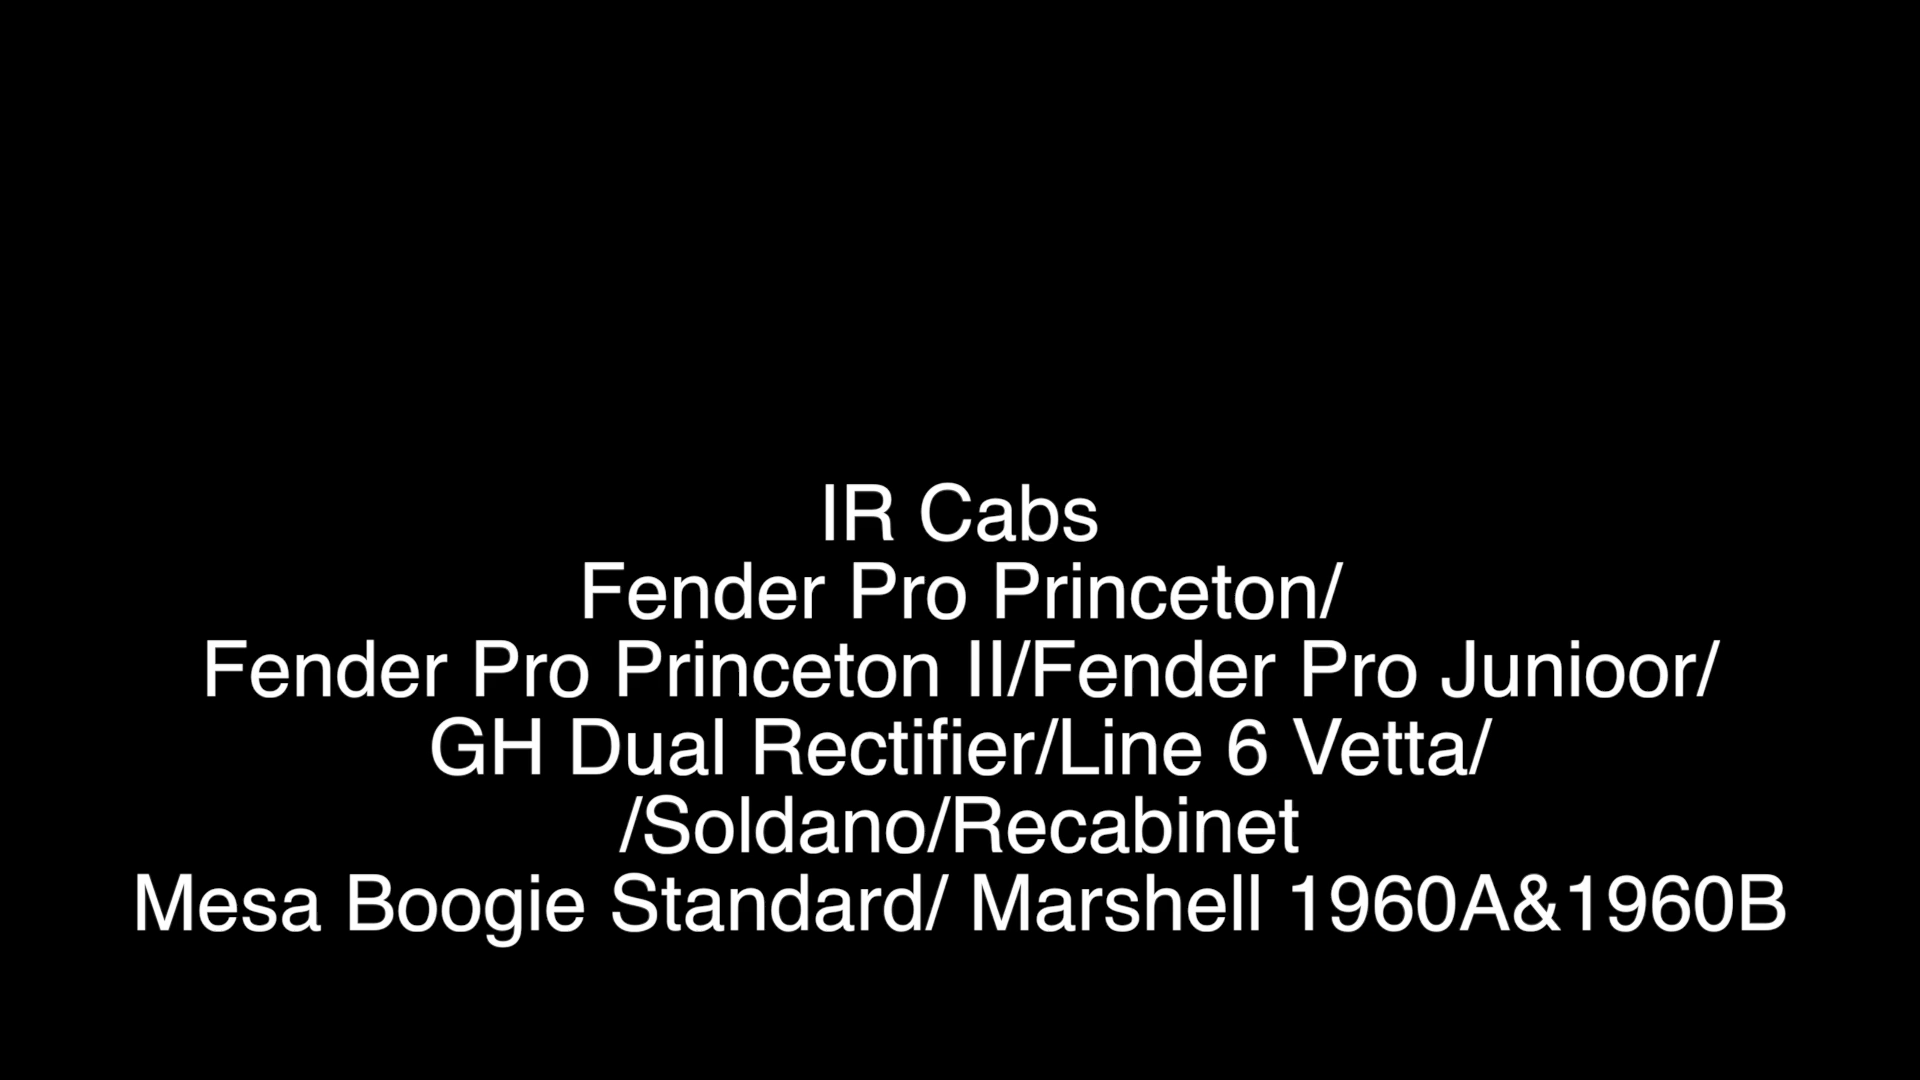 IR Cabs
Fender Pro Princeton/
Fender Pro Princeton II/Fender Pro Junioor/
GH Dual Rectifier/Line 6 Vetta/
/Soldano/Recabinet
Mesa Boogie Standard/ Marshell 1960A&1960B